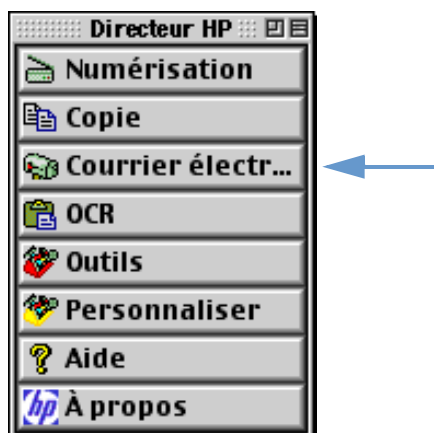 Directeur HP
Numérisation
Copie
Courrier électr...
OCR
Outils
Personnaliser
Aide
hp À propos